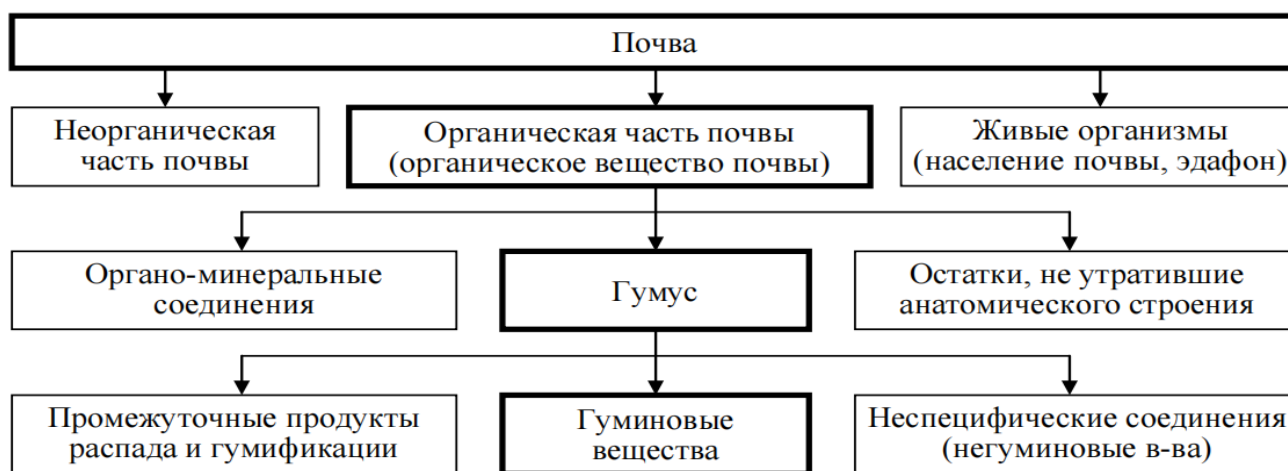 Почва
Неорганическая
часть почвы
Органическая часть почвы
(органическое вещество почвы)
Живые организмы
(население почвы, эдафон)
Органо-минеральные
соединения
Гумус
Остатки, не утратившие
анатомического строения
Промежуточные продукты
распада и гумификации
Гуминовые
вещества
Неспецифические соединения
(негуминовые в-ва)